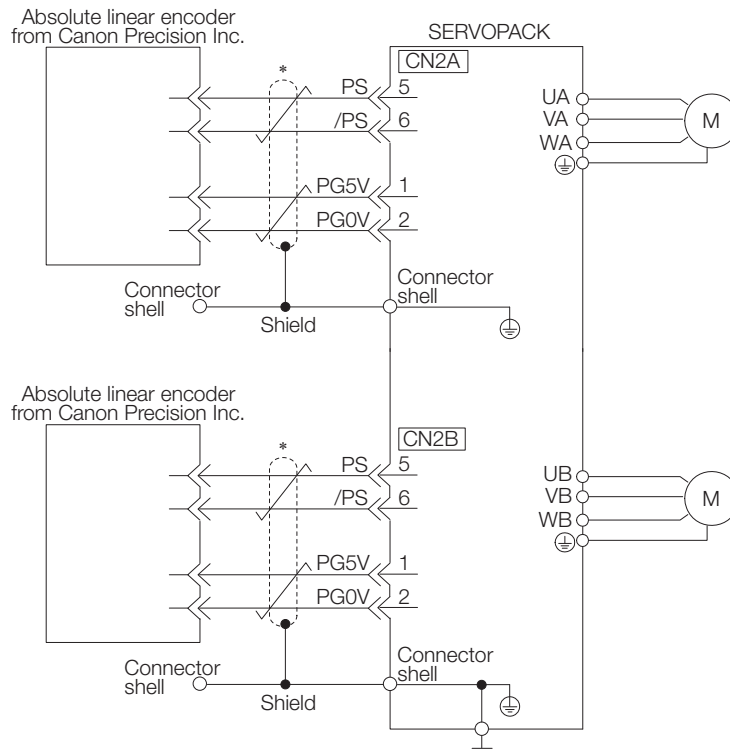 Absolute linear encoder
from Canon Precision Inc.
SERVOPACK
CN2A
*
PS 5
/PS 6
PG5V 1
PG0V 2
UA
VA
WA
M
Connector
shell
Connector
shell
Shield
Absolute linear encoder
from Canon Precision Inc.
CN2B
*
PS 5
/PS 6
PG5V 1
PG0V 2
UB
VB
WB
M
Connector
shell
Connector
shell
Shield